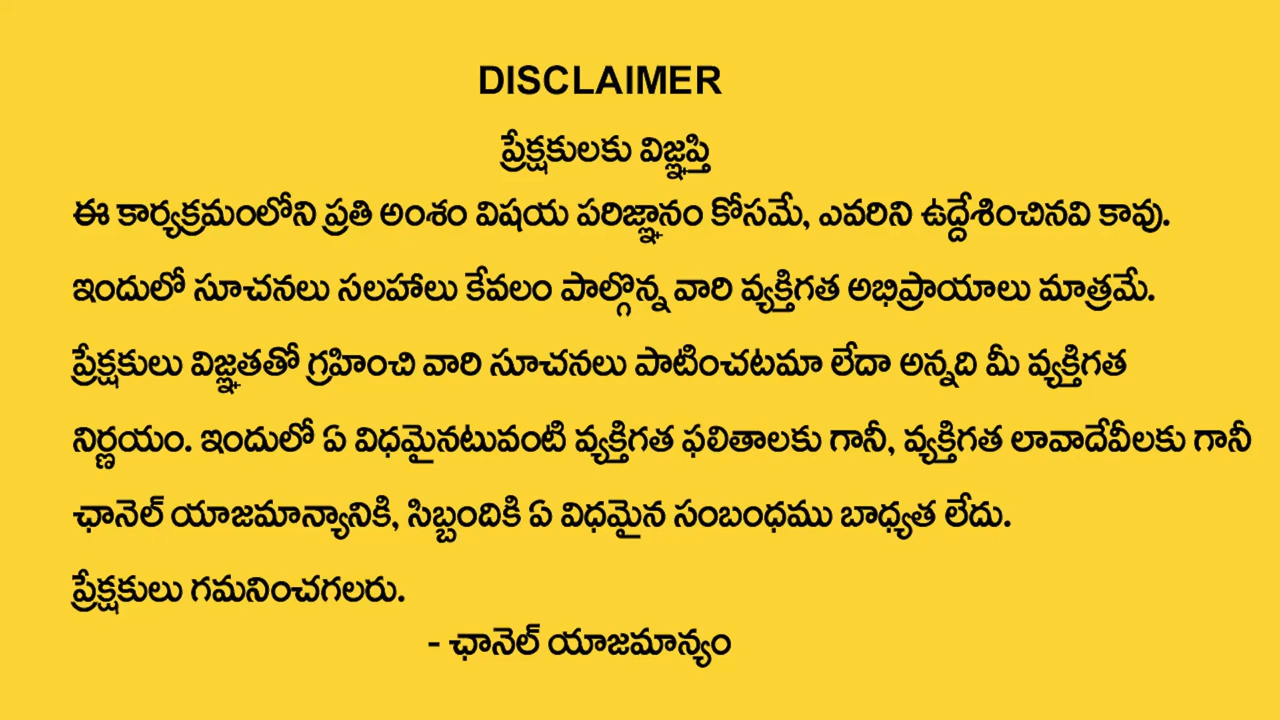 DISCLAIMER
ప్రేక్షకులకు విజ్ఞప్తి
ఈ కార్యక్రమంలోని ప్రతి అంశం విషయ పరిజ్ఞానం కోసమే, ఎవరిని ఉద్దేశించినవి కావు.
ఇందులో సూచనలు సలహాలు కేవలం పాల్గొన్న వారి వ్యక్తిగత అభిప్రాయాలు మాత్రమే.
ప్రేక్షకులు విజ్ఞతతో గ్రహించి వారి సూచనలు పాటించటమా లేదా అన్నది మీ వ్యక్తిగత
నిర్ణయం. ఇందులో ఏ విధమైనటువంటి వ్యక్తిగత ఫలితాలకు గానీ, వ్యక్తిగత లావాదేవీలకు గానీ
ఛానెల్ యాజమాన్యానికి, సిబ్బందికి ఏ విధమైన సంబంధము బాధ్యత లేదు.
ప్రేక్షకులు గమనించగలరు.
- ఛానెల్ యాజమాన్యం